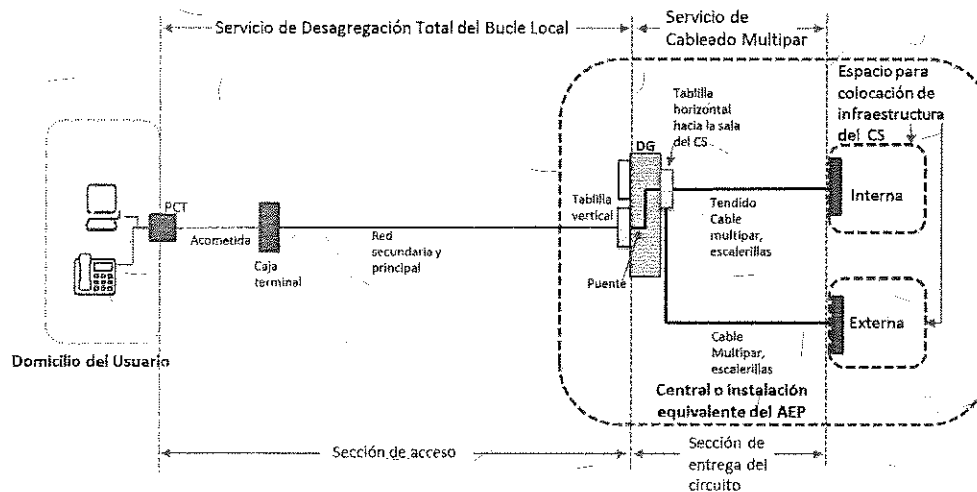 Servicio de Desagregación Total del Bucle Local
Servicio de
Cableado Multipar
Espacio para
colocación de
infraestructura
del CS
Tablilla
horizontal
hacia la sala
del CS
DG
PCT
Acometida
Caja
terminal
Red
secundaria y
principal
Tablilla
vertical
Puente
Tendido
Cable
multipar,
escalerillas
Interna
Externa
Cable
Multipar,
escalerillas
Domicilio del Usuario
Central o instalación
equivalente del AEP
Sección de acceso
Sección de
entrega del
circuito